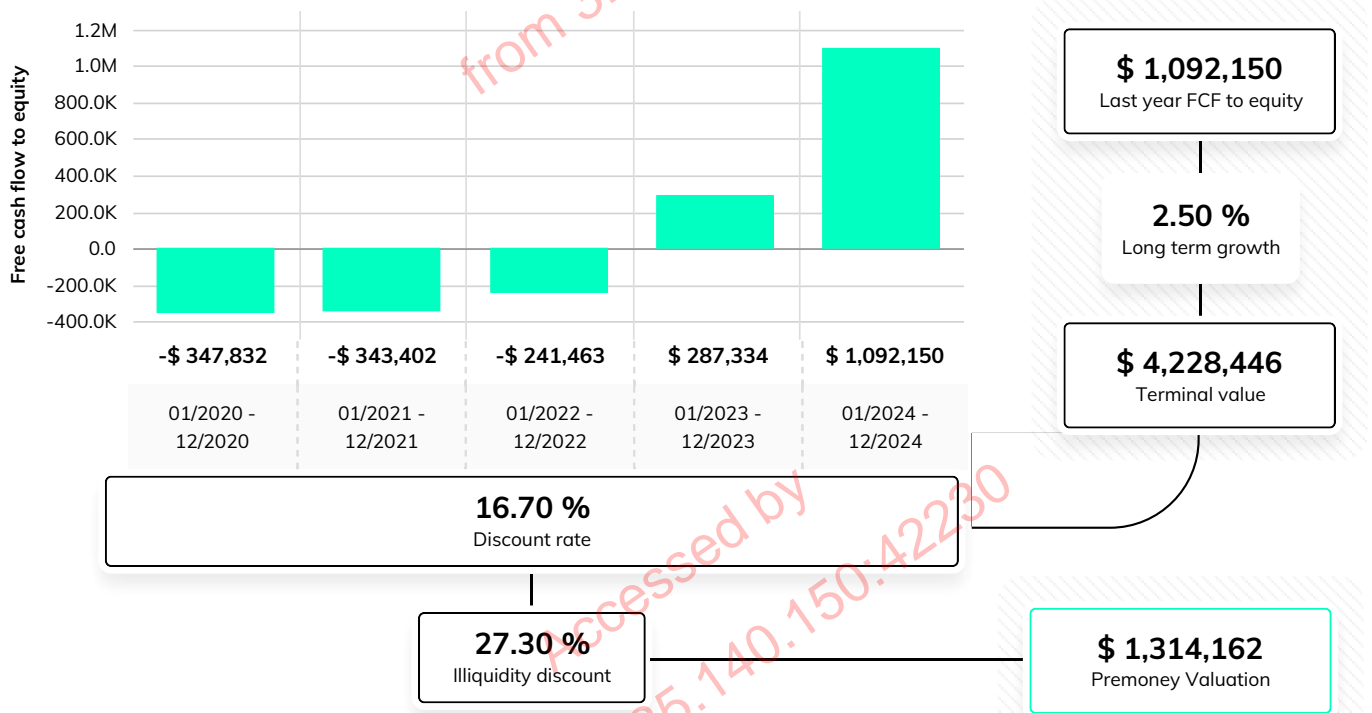 Free cash flow to equity
1.2M
1.0M
800.0K
600.0K
400.0K
200.0K
0.0
-200.0K
-400.0K
-$ 347,832
-$ 343,402
-$ 241,463
$ 287,334
$ 1,092,150
01/2020 -
12/2020
01/2021 -
12/2021
01/2022 -
12/2022
01/2023 -
12/2023
01/2024 -
12/2024
$ 1,092,150
Last year FCF to equity
2.50 %
Long term growth
$ 4,228,446
Terminal value
16.70 %
Discount rate
27.30 %
Illiquidity discount
$ 1,314,162
Premoney Valuation
from
Accessed by
.140.150:42230